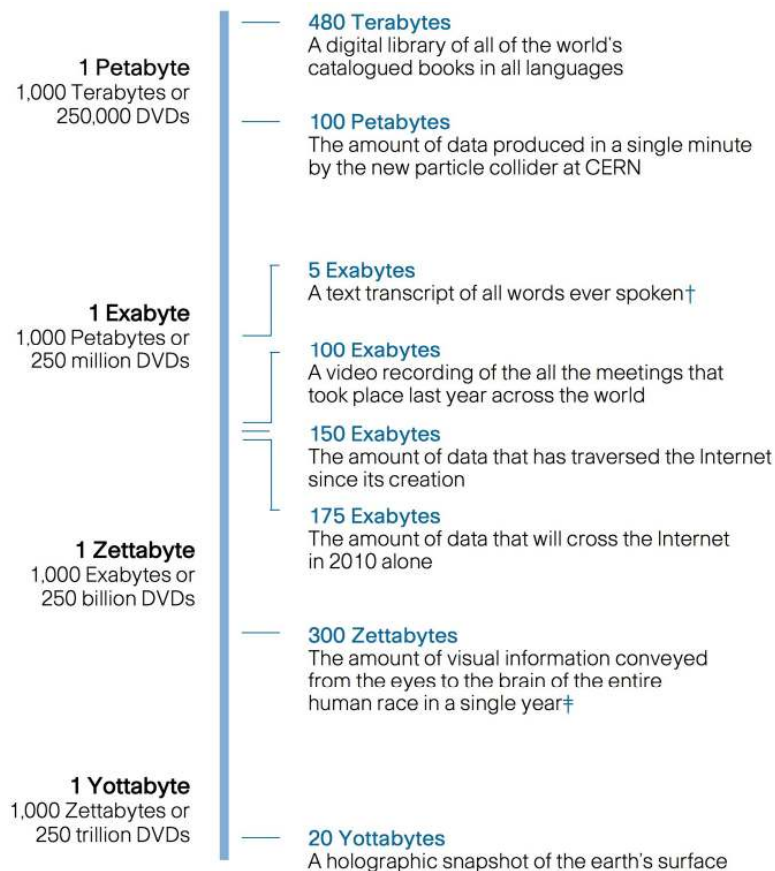 480 Terabytes
A digital library of all of the world's
catalogued books in all languages
1 Petabyte
1,000 Terabytes or
250,000 DVDs
100 Petabytes
The amount of data produced in a single minute
by the new particle collider at CERN
5 Exabytes
A text transcript of all words ever spoken†
1 Exabyte
1,000 Petabytes or
250 million DVDs
100 Exabytes
A video recording of the all the meetings that
took place last year across the world
150 Exabytes
The amount of data that has traversed the Internet
since its creation
175 Exabytes
The amount of data that will cross the Internet
in 2010 alone
1 Zettabyte
1,000 Exabytes or
250 billion DVDs
300 Zettabytes
The amount of visual information conveyed
from the eyes to the brain of the entire
human race in a single year‡
1 Yottabyte
1,000 Zettabytes or
250 trillion DVDs
20 Yottabytes
A holographic snapshot of the earth's surface